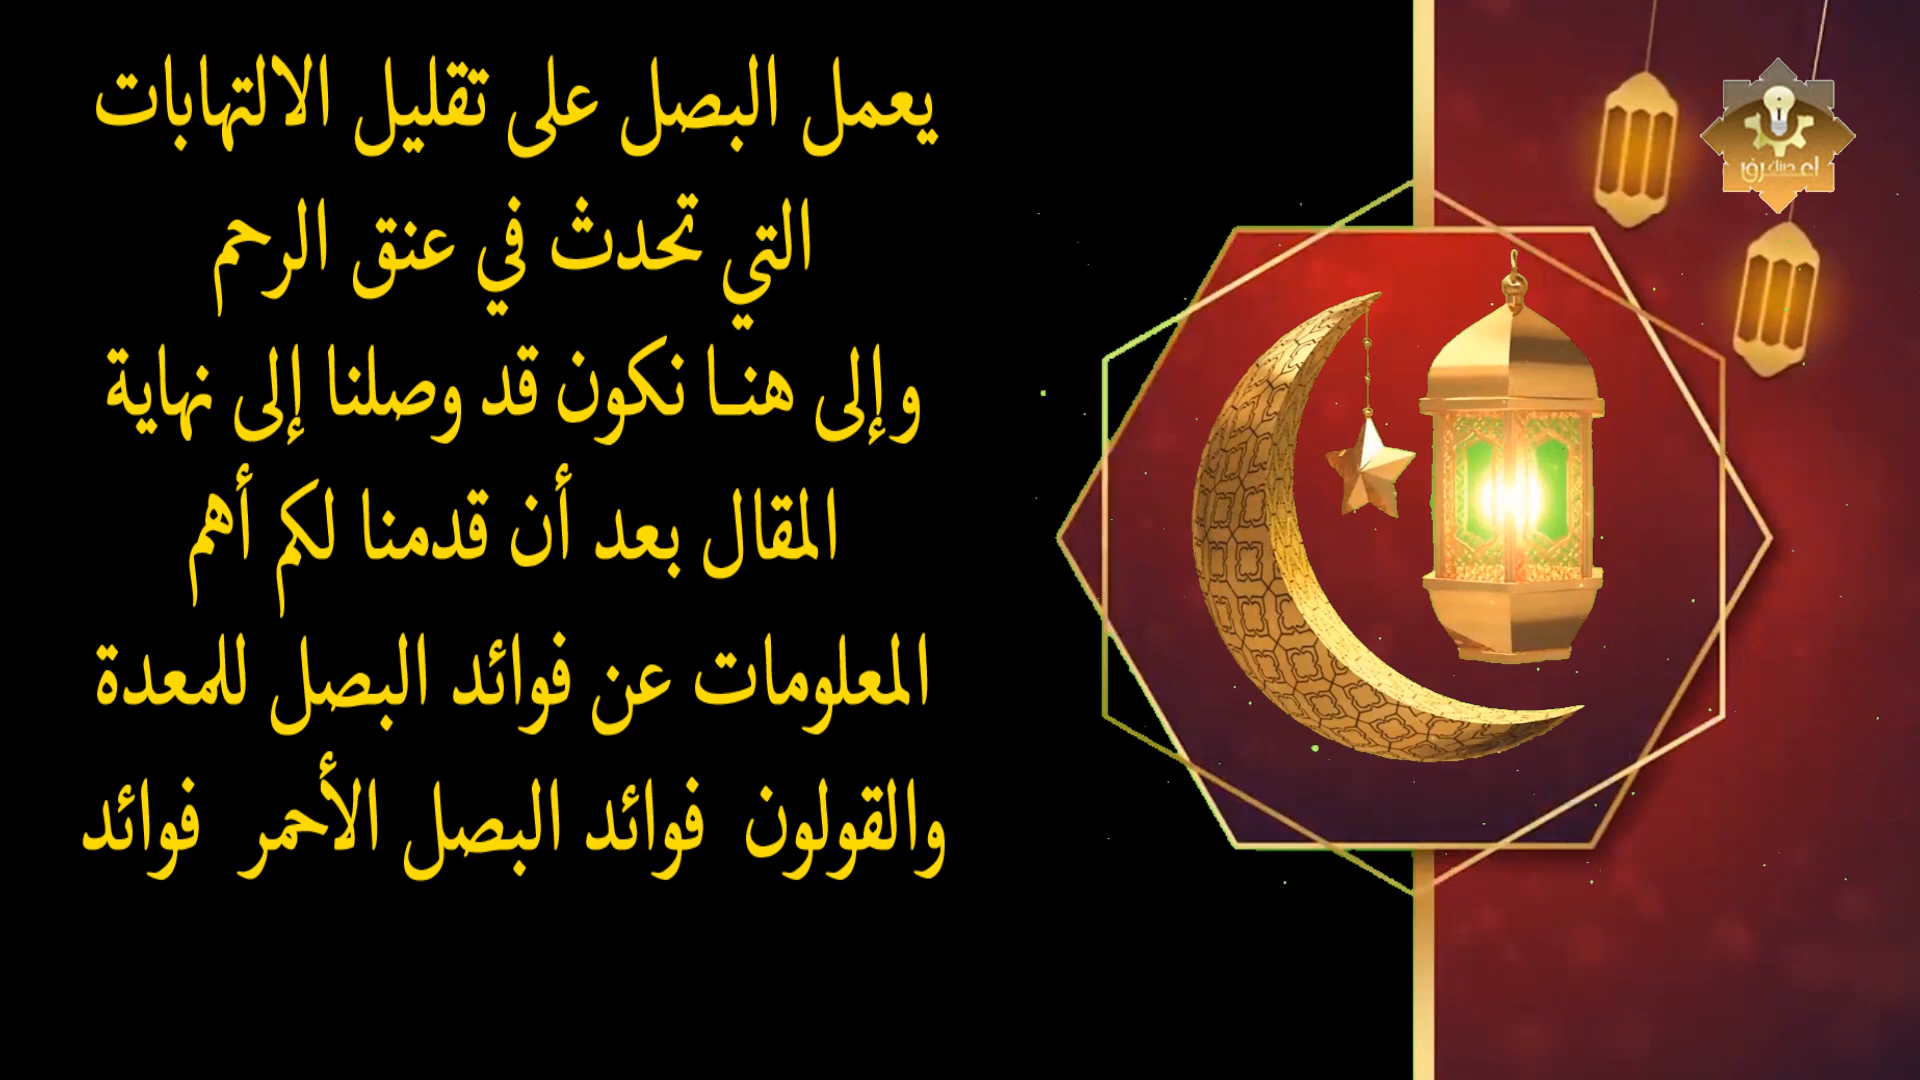 يعمل البصل على تقليل الالتهابات
التي تحدث في عنق الرحم
وإلى هنـا نكون قد وصلنا إلى نهاية
المقال بعد أن قدمنا لكم أهم
المعلومات عن فوائد البصل للمعدة
والقولون فوائد البصل الأحمر فوائد